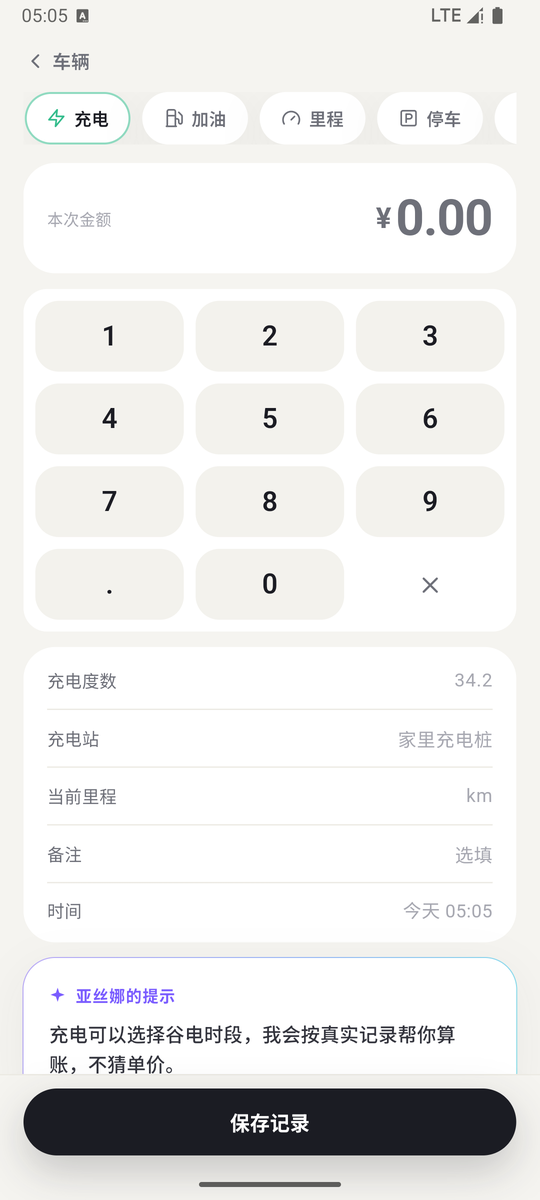 05:05 A LTE
车辆
充电 加油 里程 P 停车
本次金额 ¥0.00
1 2 3
4 5 6
7 8 9
. 0
充电度数 34.2
充电站 家里充电桩
当前里程 km
备注 选填
时间 今天 05:05
亚丝娜的提示
充电可以选择谷电时段，我会按真实记录帮你算
账，不猜单价。
保存记录